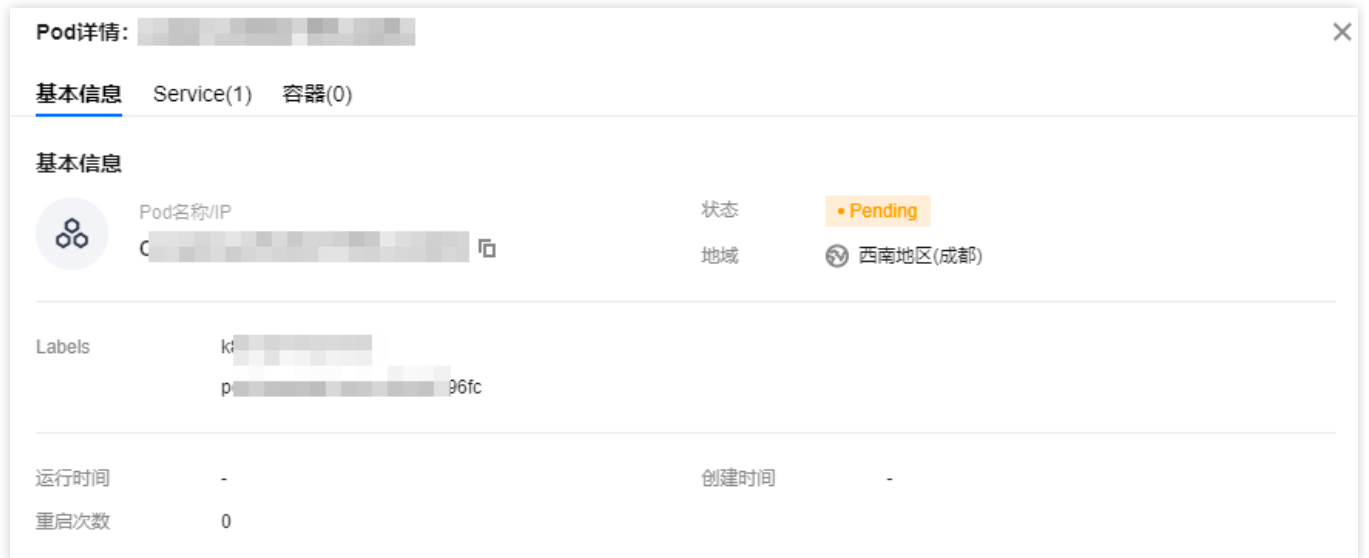 Pod详情：
基本信息 Service(1) 容器(0)
基本信息
Pod名称/IP
状态 Pending
地域 西南地区(成都)
Labels
96fc
运行时间 - 创建时间 -
重启次数 0